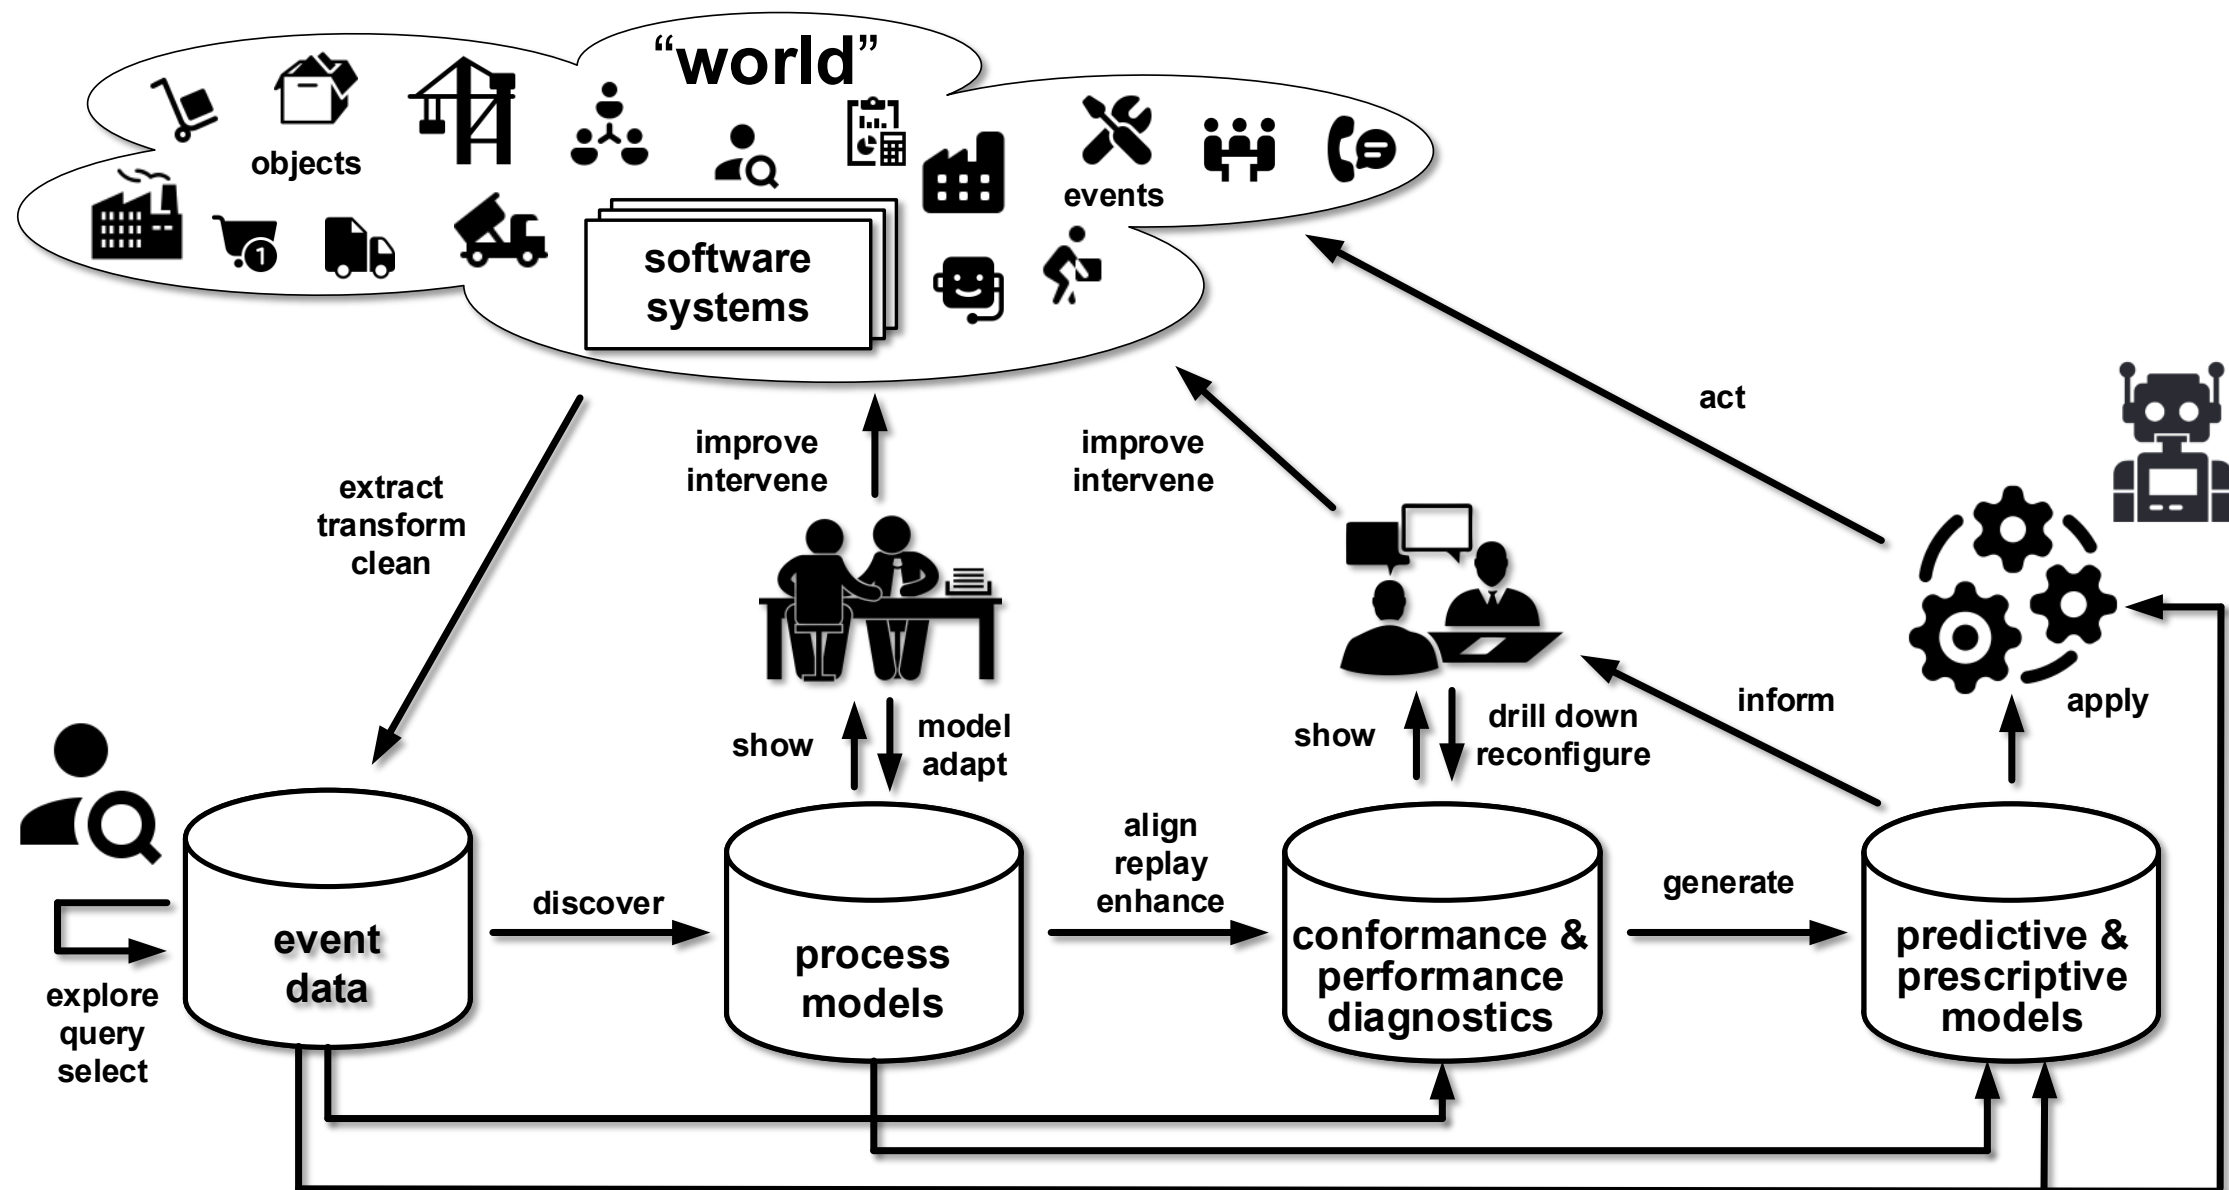 “world”
objects
events
1
software
systems
act
improve
intervene
improve
intervene
extract
transform
clean
show
model
adapt
show
drill down
reconfigure
inform
apply
discover
align
replay
enhance
generate
event
data
process
models
conformance &
performance
diagnostics
predictive &
prescriptive
models
explore
query
select